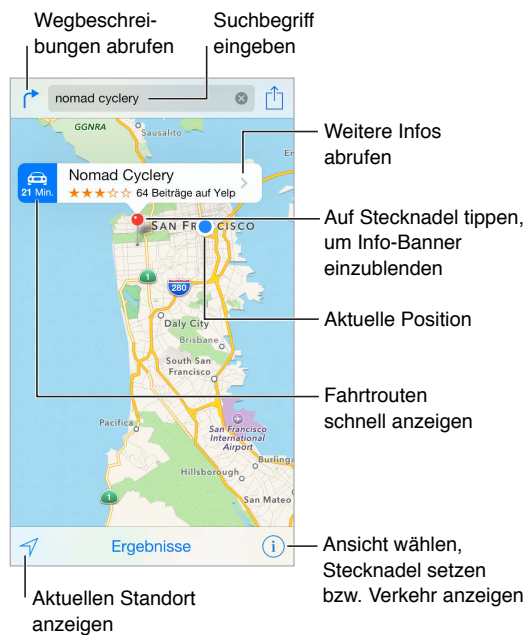 Wegbeschrei-
bungen abrufen
Suchbegriff
eingeben
nomad cyclery
GGNRA
Sausalito
Weitere Infos
abrufen
21 Min.
Nomad Cyclery
64 Beiträge auf Yelp
Auf Stecknadel tippen,
um Info-Banner
einzublenden
SAN FRANCISCO
1
280
Aktuelle Position
Daly City
Brisbane
South San
Francisco
Fahrtrouten
schnell anzeigen
Pacifica
San Francisco
International
Airport
Burlinga
Hillsborough
1
San Mateo
Ergebnisse
i
Ansicht wählen,
Stecknadel setzen
bzw. Verkehr anzeigen
Aktuellen Standort
anzeigen